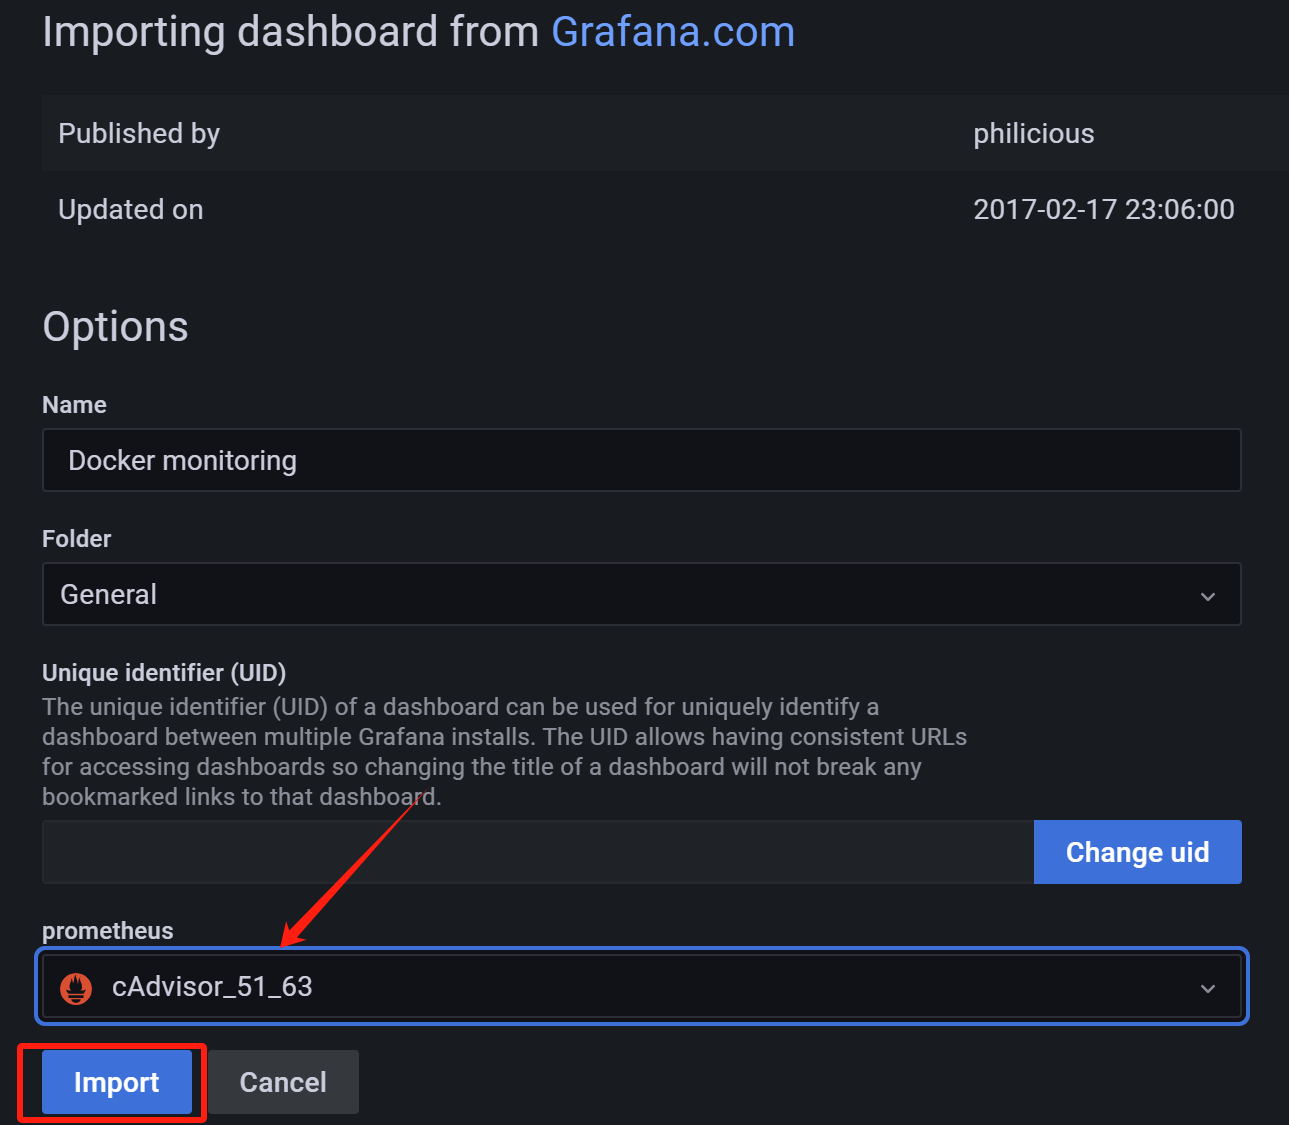 Importing dashboard from Grafana.com
Published by philicious
Updated on 2017-02-17 23:06:00
Options
Name
Docker monitoring
Folder
General
Unique identifier (UID)
The unique identifier (UID) of a dashboard can be used for uniquely identify a
dashboard between multiple Grafana installs. The UID allows having consistent URLs
for accessing dashboards so changing the title of a dashboard will not break any
bookmarked links to that dashboard.
Change uid
prometheus
cAdvisor_51_63
Import Cancel